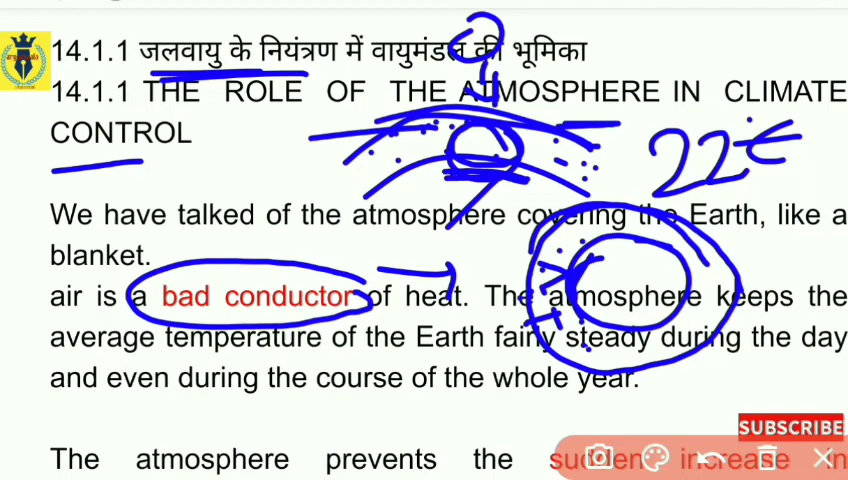 14.1.1 जलवायु के नियंत्रण में वायुमंडल की भूमिका
14.1.1 THE ROLE OF THE ATMOSPHERE IN CLIMATE
CONTROL
22°C
We have talked of the atmosphere covering the Earth, like a
blanket.
air is a bad conductor of heat. The atmosphere keeps the
average temperature of the Earth fairly steady during the day
and even during the course of the whole year.
SUBSCRIBE
The atmosphere prevents the sudden increase in